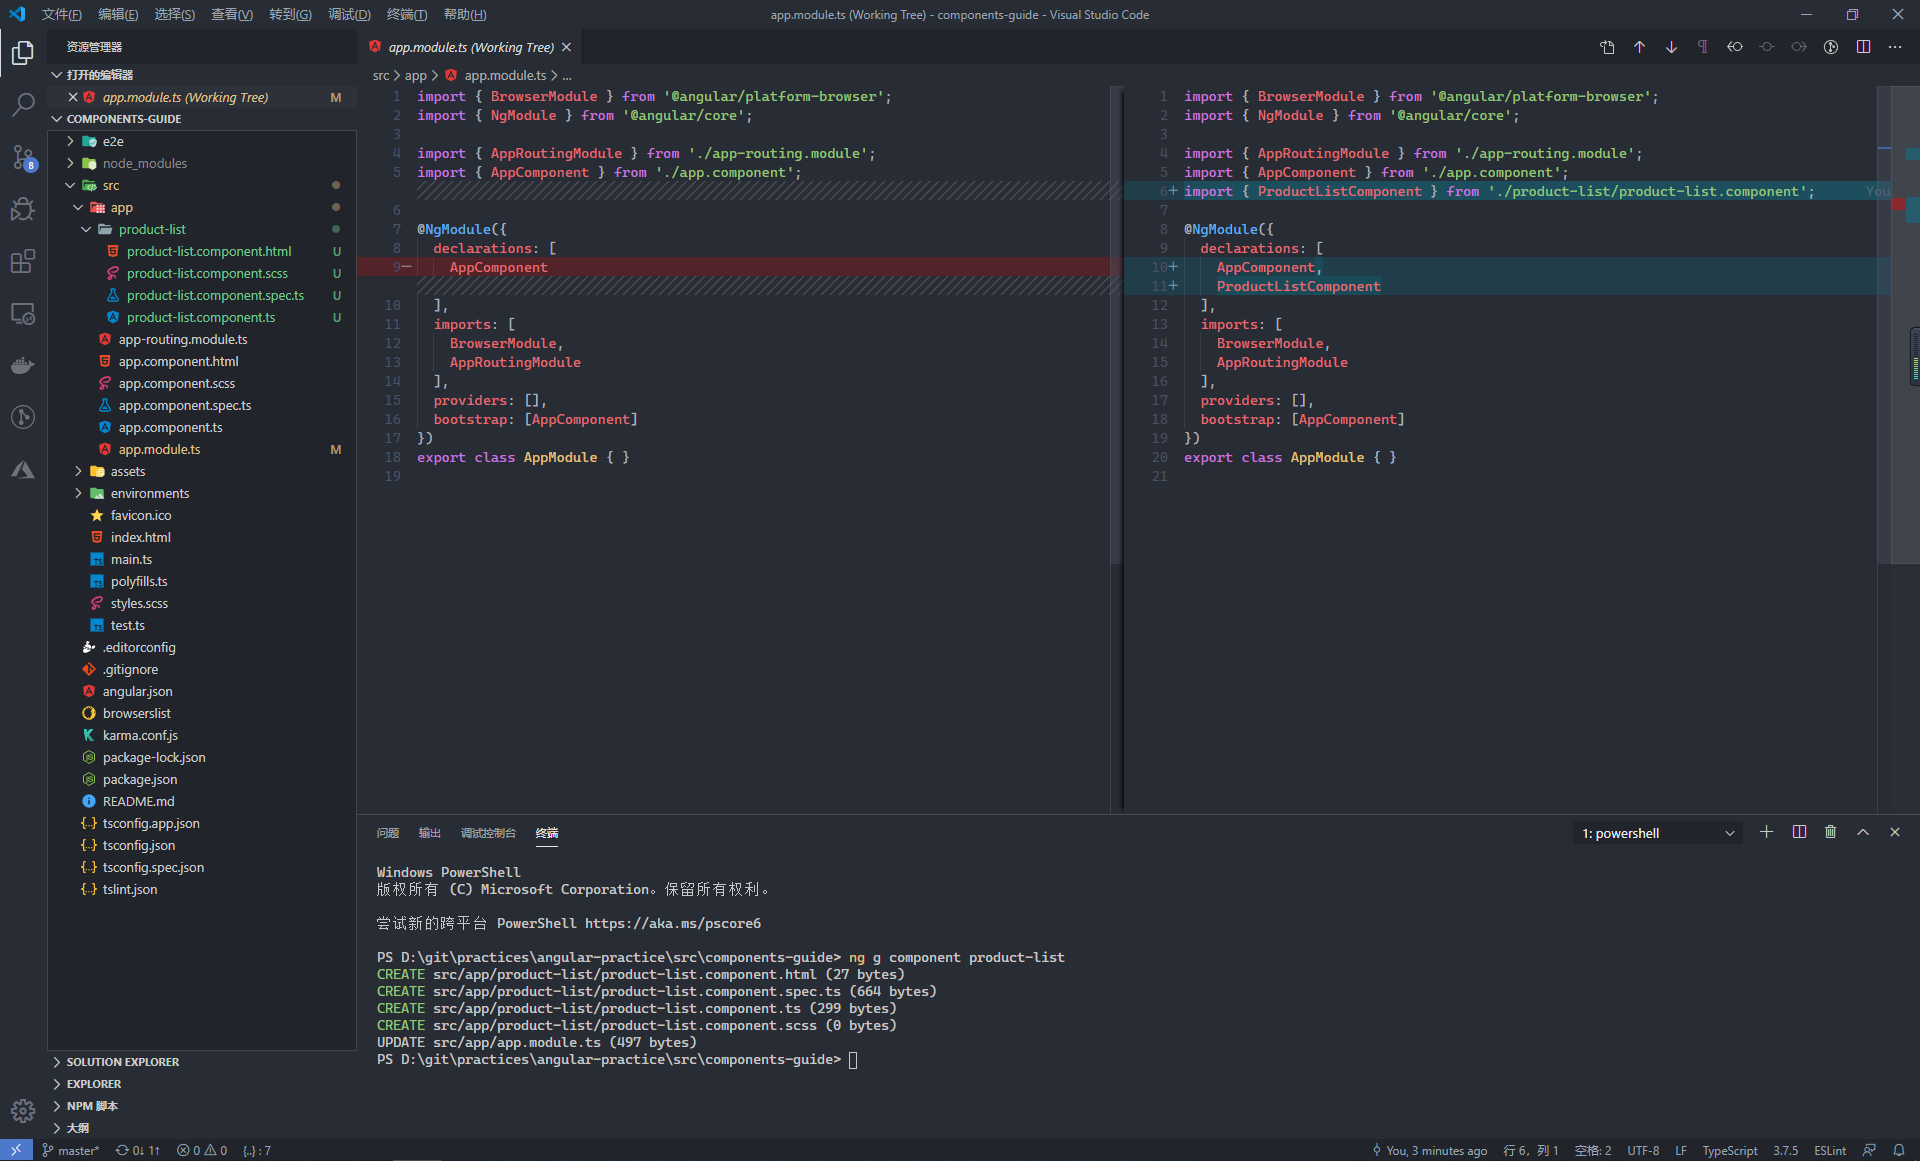 文件(F) 编辑(E) 选择(S) 查看(V) 转到(G) 调试(D) 终端(T) 帮助(H)
app.module.ts (Working Tree) - components-guide - Visual Studio Code
资源管理器
打开的编辑器
app.module.ts (Working Tree) M
COMPONENTS-GUIDE
e2e
node_modules
src
app
product-list
product-list.component.html U
product-list.component.scss U
product-list.component.spec.ts U
product-list.component.ts U
app-routing.module.ts
app.component.html
app.component.scss
app.component.spec.ts
app.component.ts
app.module.ts M
assets
environments
favicon.ico
index.html
main.ts
polyfills.ts
styles.scss
test.ts
.editorconfig
.gitignore
angular.json
browserslist
karma.conf.js
package-lock.json
package.json
README.md
tsconfig.app.json
tsconfig.json
tsconfig.spec.json
tslint.json
SOLUTION EXPLORER
EXPLORER
NPM 脚本
大纲
8
app.module.ts (Working Tree)
src > app > app.module.ts > ...
1 import { BrowserModule } from '@angular/platform-browser';
2 import { NgModule } from '@angular/core';
3
4 import { AppRoutingModule } from './app-routing.module';
5 import { AppComponent } from './app.component';
6
7 @NgModule({
8 declarations: [
9— AppComponent
10 ],
11 imports: [
12 BrowserModule,
13 AppRoutingModule
14 ],
15 providers: [],
16 bootstrap: [AppComponent]
17 })
18 export class AppModule { }
19
1 import { BrowserModule } from '@angular/platform-browser';
2 import { NgModule } from '@angular/core';
3
4 import { AppRoutingModule } from './app-routing.module';
5 import { AppComponent } from './app.component';
6+ import { ProductListComponent } from './product-list/product-list.component'; You
7
8 @NgModule({
9 declarations: [
10+ AppComponent,
11+ ProductListComponent
12 ],
13 imports: [
14 BrowserModule,
15 AppRoutingModule
16 ],
17 providers: [],
18 bootstrap: [AppComponent]
19 })
20 export class AppModule { }
21
问题 输出 调试控制台 终端
1: powershell
Windows PowerShell
版权所有 (C) Microsoft Corporation。保留所有权利。
尝试新的跨平台 PowerShell https://aka.ms/pscore6
PS D:\git\practices\angular-practice\src\components-guide> ng g component product-list
CREATE src/app/product-list/product-list.component.html (27 bytes)
CREATE src/app/product-list/product-list.component.spec.ts (664 bytes)
CREATE src/app/product-list/product-list.component.ts (299 bytes)
CREATE src/app/product-list/product-list.component.scss (0 bytes)
UPDATE src/app/app.module.ts (497 bytes)
PS D:\git\practices\angular-practice\src\components-guide>
master* 0↓ 1↑ 0 0 {..} : 7
You, 3 minutes ago 行 6，列 1 空格: 2 UTF-8 LF TypeScript 3.7.5 ESLint